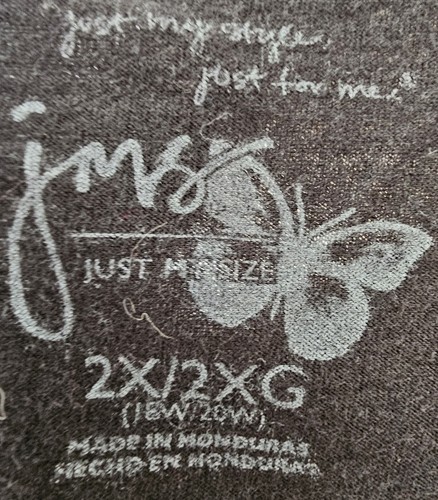 just my style.
just for me.®
jms
JUST MY SIZE
2X/2XG
(18W/20W)
MADE IN HONDURAS
HECHO EN HONDURAS